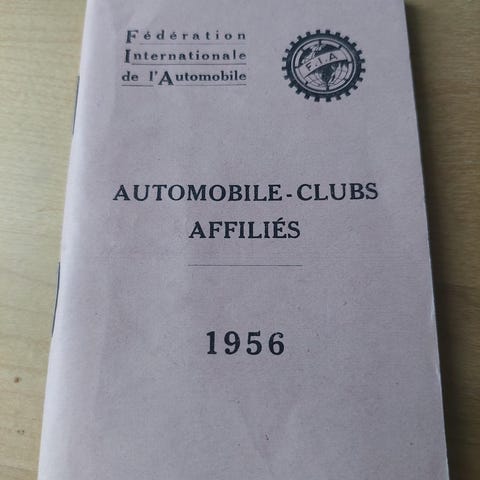 Fédération
Internationale
de l'Automobile
F.I.A
AUTOMOBILE-CLUBS
AFFILIÉS
1956